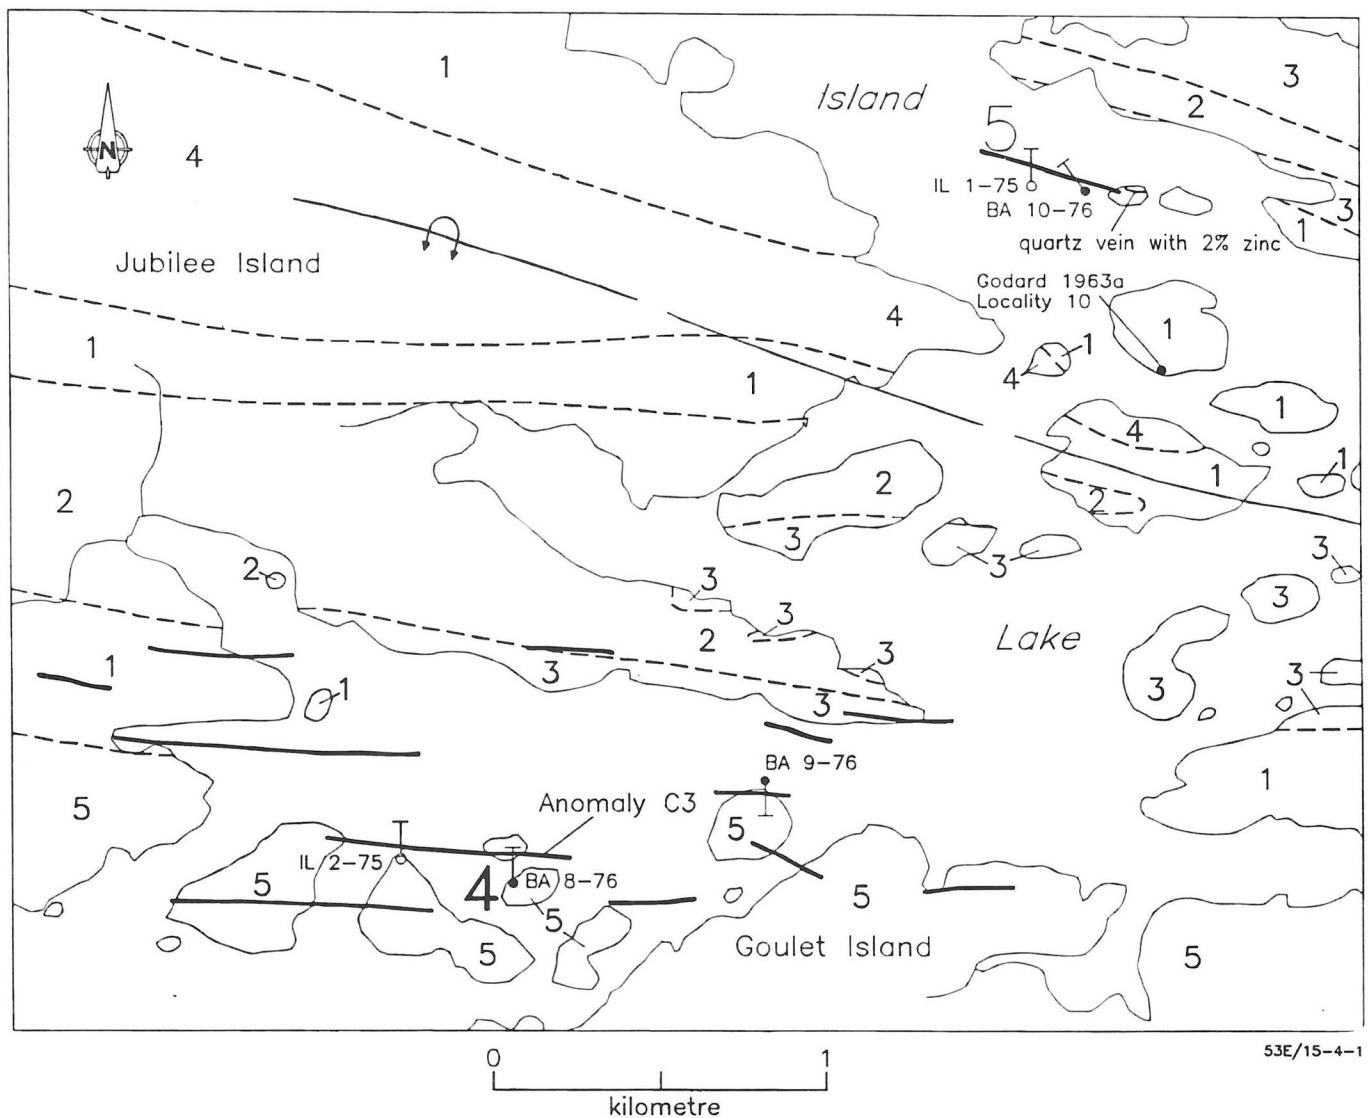 1
Island
3
2
N
4
5
IL 1-75
BA 10-76
3
1
quartz vein with 2% zinc
Jubilee Island
Godard 1963a
Locality 10
4
1
1
1
4
1
1
4
1
1
2
2
2
3
3
2
3
3
3
3
2
Lake
3
1
3
3
3
1
3
3
BA 9-76
1
5
Anomaly C3
5
IL 2-75
5
4
BA 8-76
5
5
5
Goulet Island
5
53E/15-4-1
0 1
kilometre